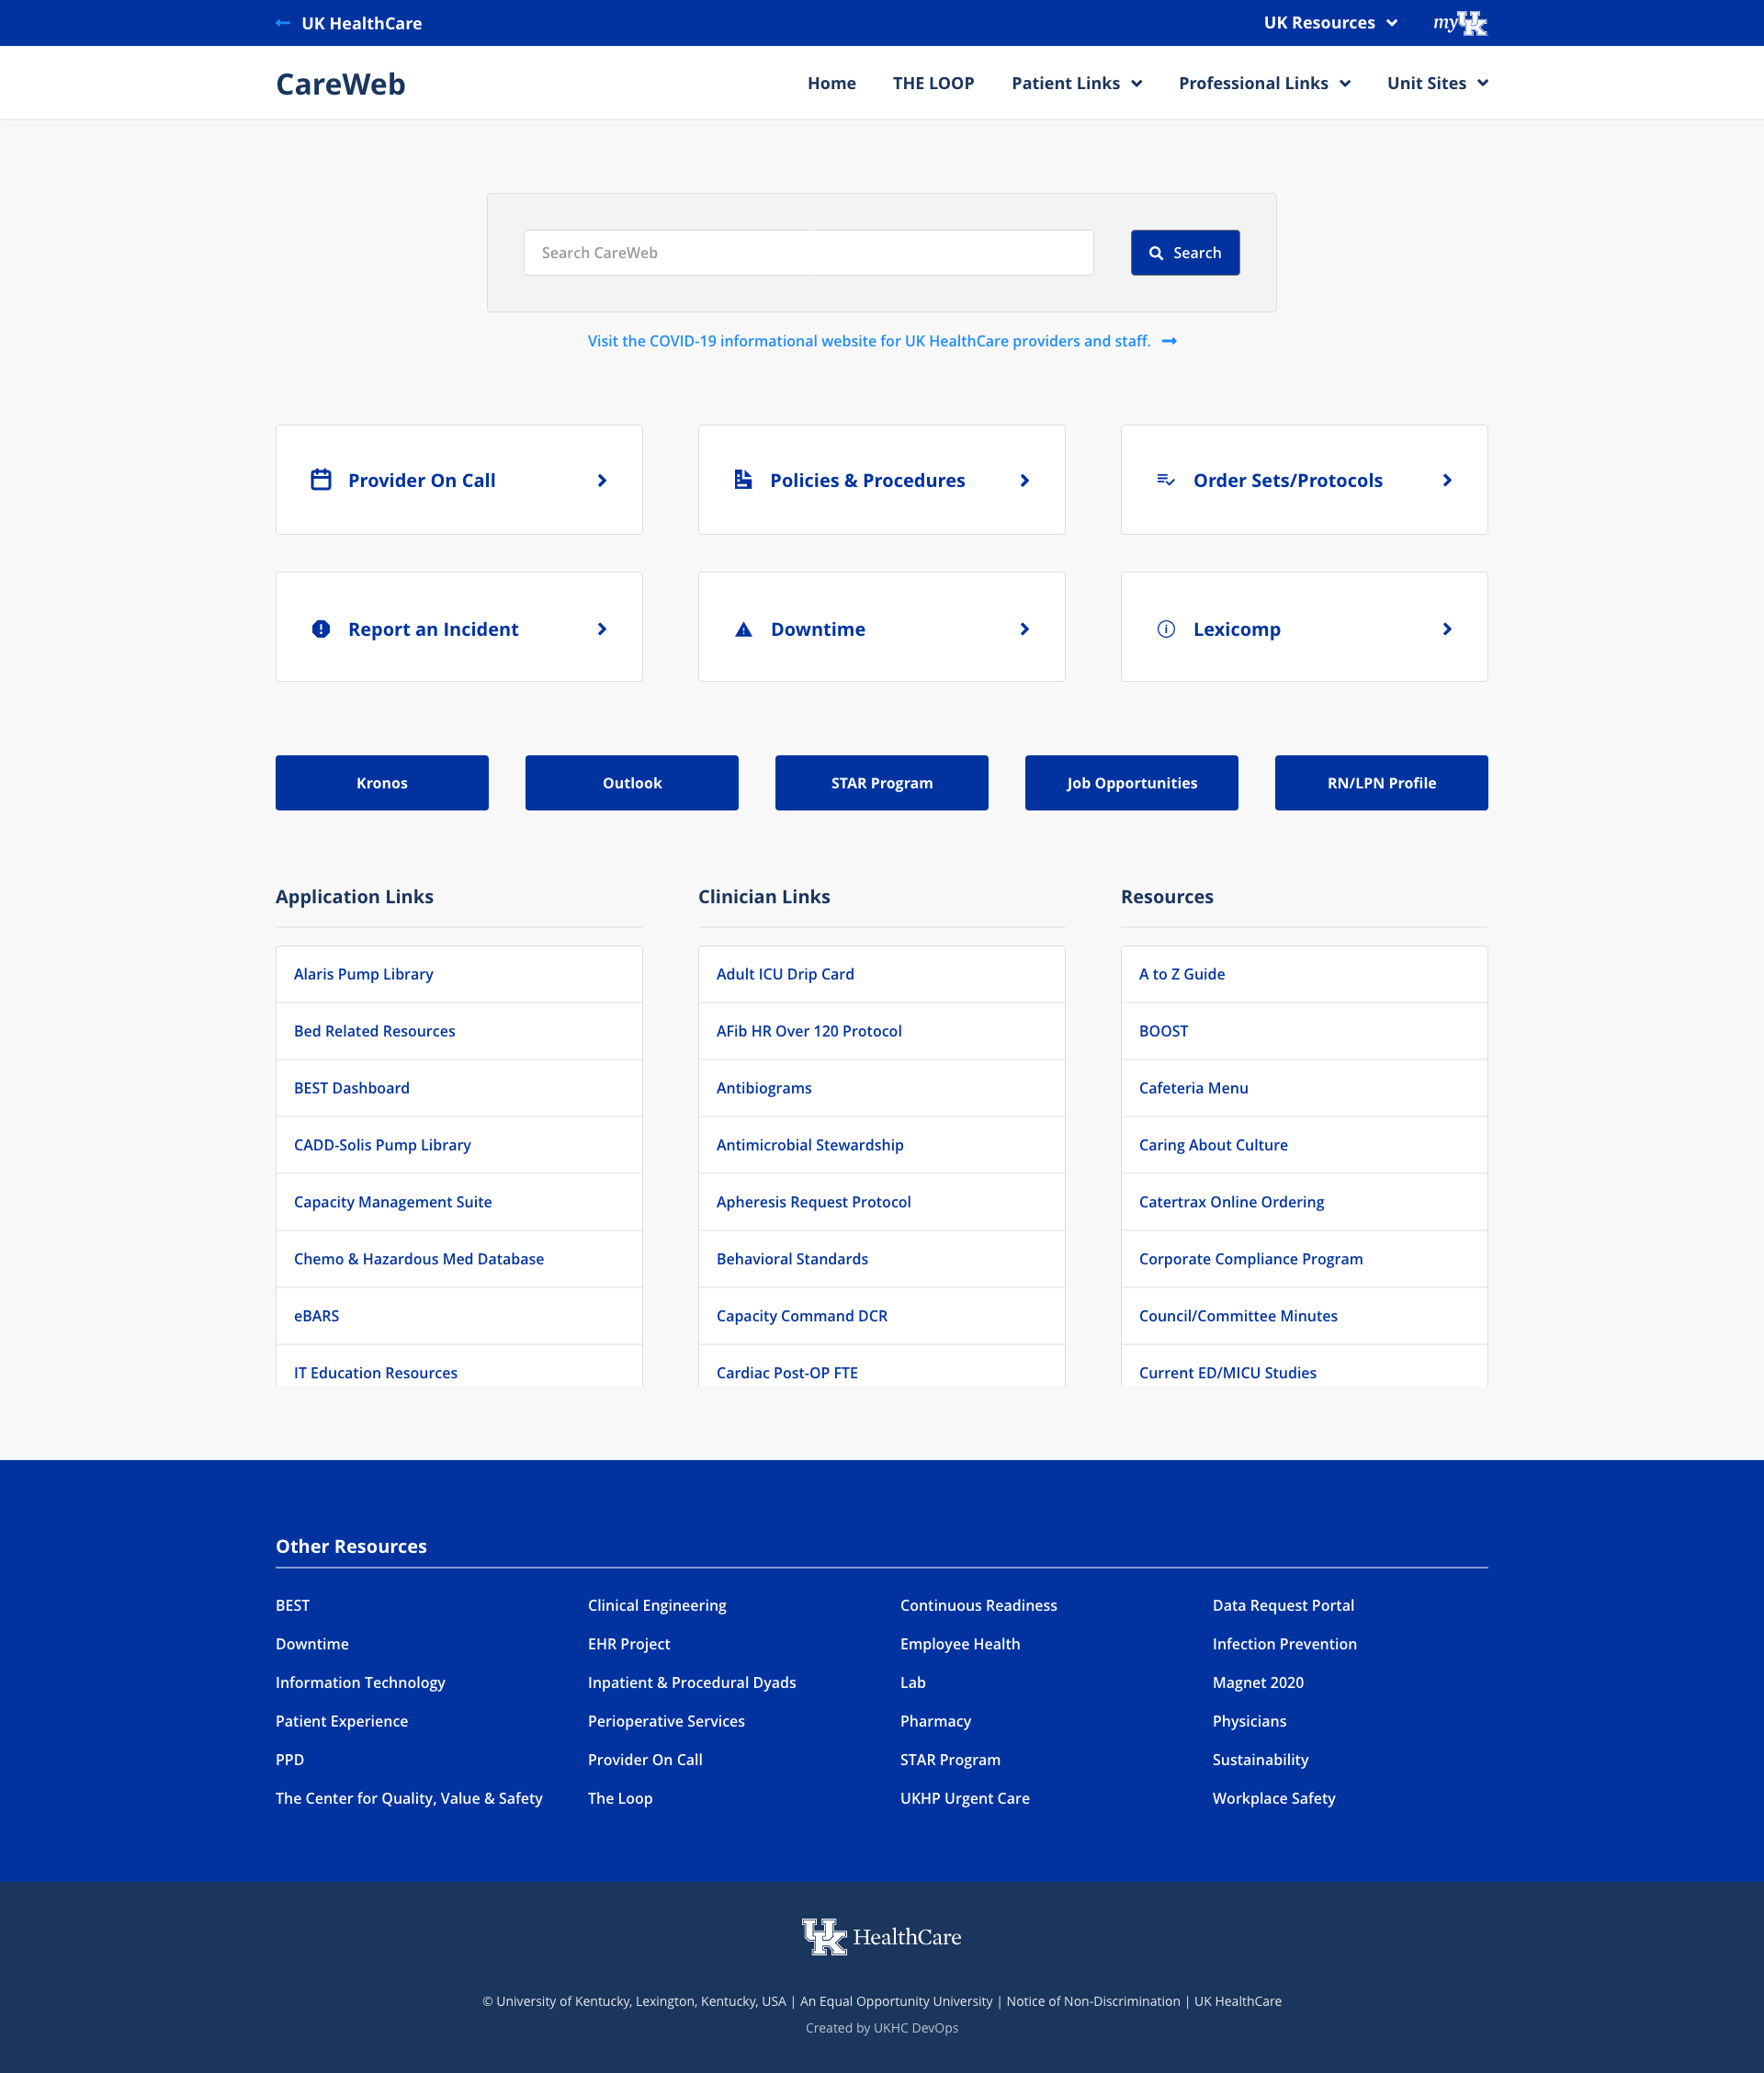 UK HealthCare
UK Resources
myUK
CareWeb
Home
THE LOOP
Patient Links
Professional Links
Unit Sites
Search CareWeb
Search
Visit the COVID-19 informational website for UK HealthCare providers and staff.
Provider On Call
Policies & Procedures
Order Sets/Protocols
Report an Incident
Downtime
Lexicomp
Kronos
Outlook
STAR Program
Job Opportunities
RN/LPN Profile
Application Links
Alaris Pump Library
Bed Related Resources
BEST Dashboard
CADD-Solis Pump Library
Capacity Management Suite
Chemo & Hazardous Med Database
eBARS
IT Education Resources
Clinician Links
Adult ICU Drip Card
AFib HR Over 120 Protocol
Antibiograms
Antimicrobial Stewardship
Apheresis Request Protocol
Behavioral Standards
Capacity Command DCR
Cardiac Post-OP FTE
Resources
A to Z Guide
BOOST
Cafeteria Menu
Caring About Culture
Catertrax Online Ordering
Corporate Compliance Program
Council/Committee Minutes
Current ED/MICU Studies
Other Resources
BEST
Clinical Engineering
Continuous Readiness
Data Request Portal
Downtime
EHR Project
Employee Health
Infection Prevention
Information Technology
Inpatient & Procedural Dyads
Lab
Magnet 2020
Patient Experience
Perioperative Services
Pharmacy
Physicians
PPD
Provider On Call
STAR Program
Sustainability
The Center for Quality, Value & Safety
The Loop
UKHP Urgent Care
Workplace Safety
UK HealthCare
© University of Kentucky, Lexington, Kentucky, USA | An Equal Opportunity University | Notice of Non-Discrimination | UK HealthCare
Created by UKHC DevOps